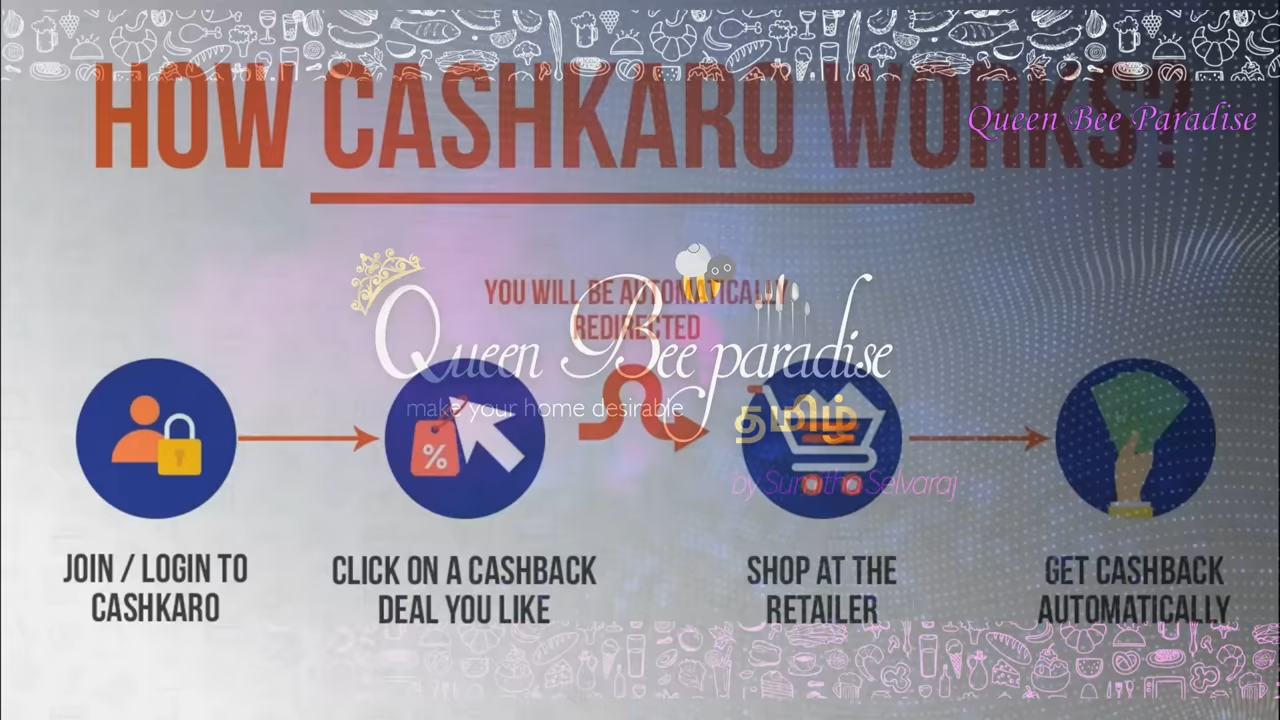 HOW CASHKARO WORKS?
Queen Bee Paradise
YOU WILL BE AUTOMATICALLY
REDIRECTED
Queen Bee paradise
make your home desirable
தமிழ்
by Sumitha Selvaraj
%
JOIN / LOGIN TO
CASHKARO
CLICK ON A CASHBACK
DEAL YOU LIKE
SHOP AT THE
RETAILER
GET CASHBACK
AUTOMATICALLY